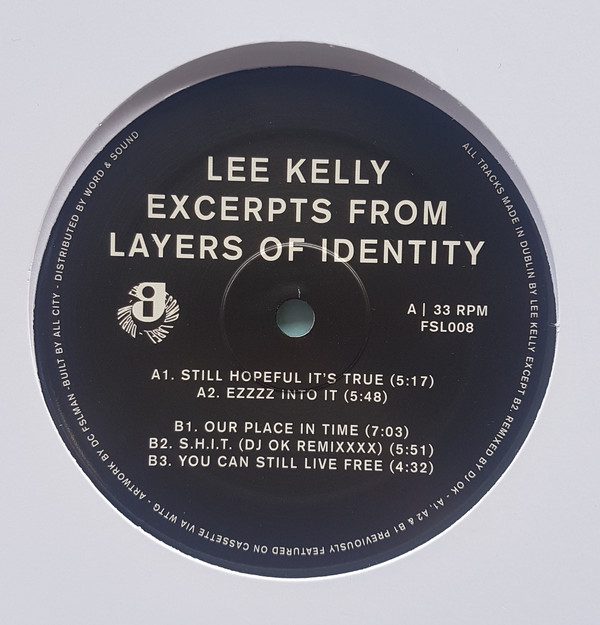 LEE KELLY
EXCERPTS FROM
LAYERS OF IDENTITY
A | 33 RPM
FSL008
A1. STILL HOPEFUL IT'S TRUE (5:17)
A2. EZZZZ INTO IT (5:48)
B1. OUR PLACE IN TIME (7:03)
B2. S.H.I.T. (DJ OK REMIXXXX) (5:51)
B3. YOU CAN STILL LIVE FREE (4:32)
ALL TRACKS MADE IN DUBLIN BY LEE KELLY EXCEPT B2, REMIXED BY DJ OK - A1, A2 & B1 PREVIOUSLY FEATURED ON CASSETTE VIA WTTG - ARTWORK BY DC FSLMAN - BUILT BY ALL CITY - DISTRIBUTED BY WORD & SOUND